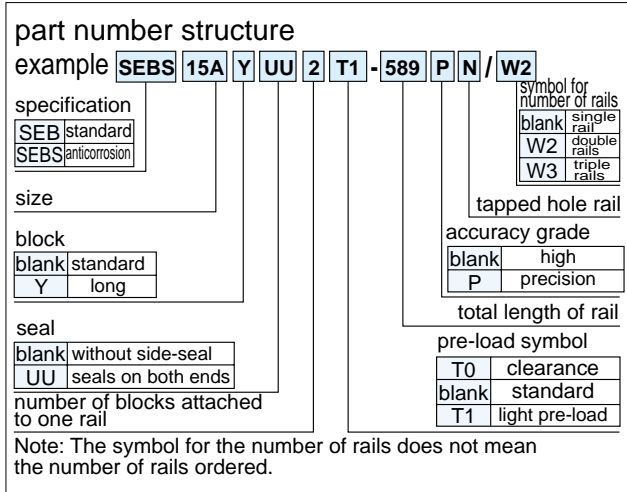 part number structure
example SEBS 15A Y UU 2 T1 - 589 P N / W2
specification
SEB standard
SEBS anticorrosion
size
block
blank standard
Y long
seal
blank without side-seal
UU seals on both ends
number of blocks attached
to one rail
symbol for
number of rails
blank single rail
W2 double rails
W3 triple rails
tapped hole rail
accuracy grade
blank high
P precision
total length of rail
pre-load symbol
T0 clearance
blank standard
T1 light pre-load
Note: The symbol for the number of rails does not mean
the number of rails ordered.